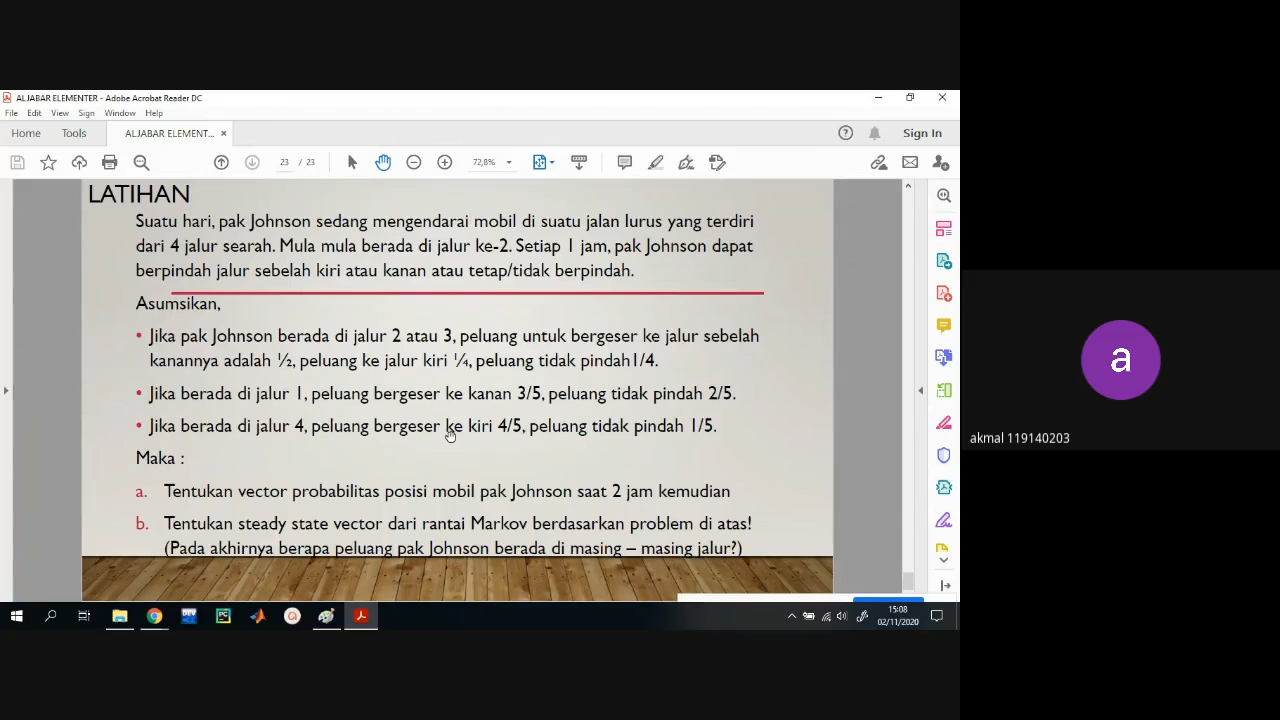 ALJABAR ELEMENTER - Adobe Acrobat Reader DC
File Edit View Sign Window Help
Home Tools ALJABAR ELEMENT... × Sign In
23 / 23 72,8%
LATIHAN
Suatu hari, pak Johnson sedang mengendarai mobil di suatu jalan lurus yang terdiri
dari 4 jalur searah. Mula mula berada di jalur ke-2. Setiap 1 jam, pak Johnson dapat
berpindah jalur sebelah kiri atau kanan atau tetap/tidak berpindah.
Asumsikan,
• Jika pak Johnson berada di jalur 2 atau 3, peluang untuk bergeser ke jalur sebelah
kanannya adalah ½, peluang ke jalur kiri ¼, peluang tidak pindah1/4.
• Jika berada di jalur 1, peluang bergeser ke kanan 3/5, peluang tidak pindah 2/5.
• Jika berada di jalur 4, peluang bergeser ke kiri 4/5, peluang tidak pindah 1/5.
Maka :
a. Tentukan vector probabilitas posisi mobil pak Johnson saat 2 jam kemudian
b. Tentukan steady state vector dari rantai Markov berdasarkan problem di atas!
(Pada akhirnya berapa peluang pak Johnson berada di masing – masing jalur?)
a
akmal 119140203
DEV
PC
15:08
02/11/2020